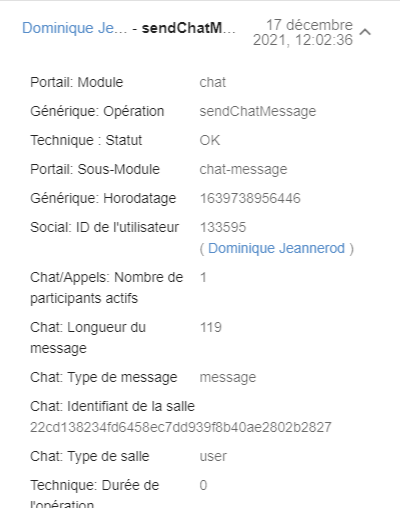 Dominique Je... - sendChatM... 17 décembre
2021, 12:02:36
Portail: Module chat
Générique: Opération sendChatMessage
Technique : Statut OK
Portail: Sous-Module chat-message
Générique: Horodatage 1639738956446
Social: ID de l'utilisateur 133595
( Dominique Jeannerod )
Chat/Appels: Nombre de 1
participants actifs
Chat: Longueur du 119
message
Chat: Type de message message
Chat: Identifiant de la salle
22cd138234fd6458ec7dd939f8b40ae2802b2827
Chat: Type de salle user
Technique: Durée de 0
l'opération